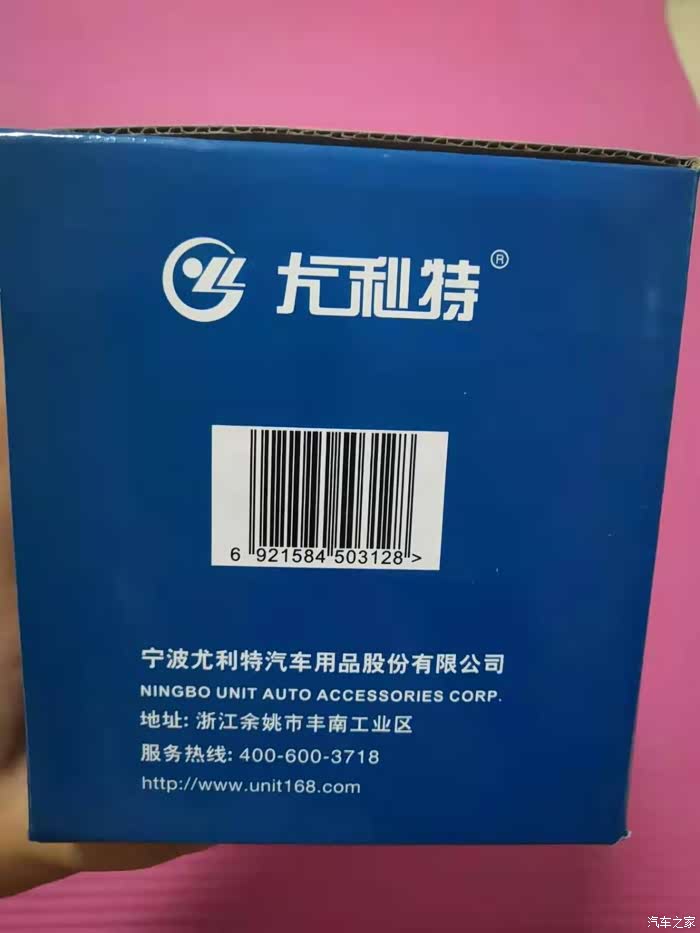 尤利特®
6 921584 503128 >
宁波尤利特汽车用品股份有限公司
NINGBO UNIT AUTO ACCESSORIES CORP.
地址: 浙江余姚市丰南工业区
服务热线: 400-600-3718
http://www.unit168.com
汽车之家